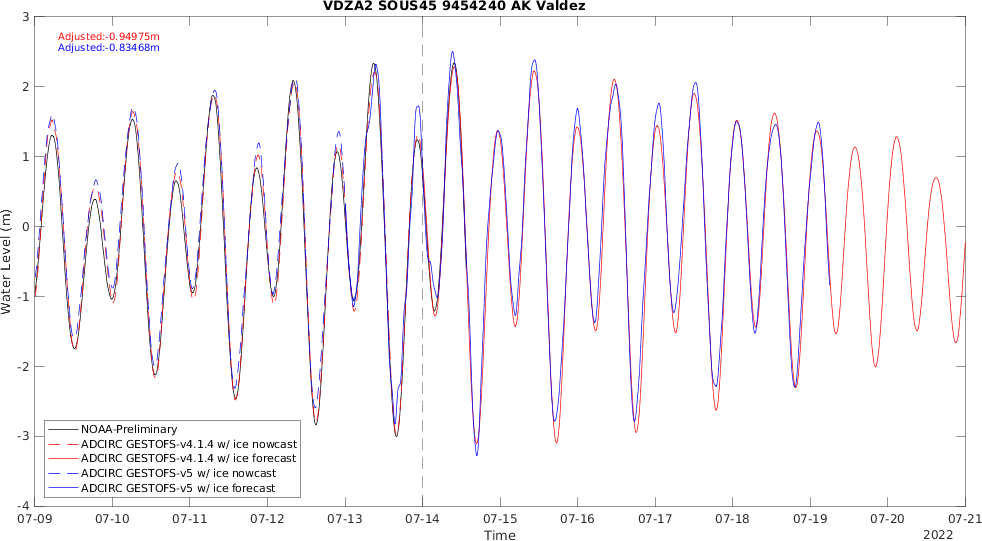 VDZA2 SOUS45 9454240 AK Valdez
Adjusted:-0.94975m
Adjusted:-0.83468m
3
2
1
0
-1
-2
-3
-4
Water Level (m)
NOAA-Preliminary
ADCIRC GESTOFS-v4.1.4 w/ ice nowcast
ADCIRC GESTOFS-v4.1.4 w/ ice forecast
ADCIRC GESTOFS-v5 w/ ice nowcast
ADCIRC GESTOFS-v5 w/ ice forecast
07-09 07-10 07-11 07-12 07-13 07-14 07-15 07-16 07-17 07-18 07-19 07-20 07-21
Time
2022